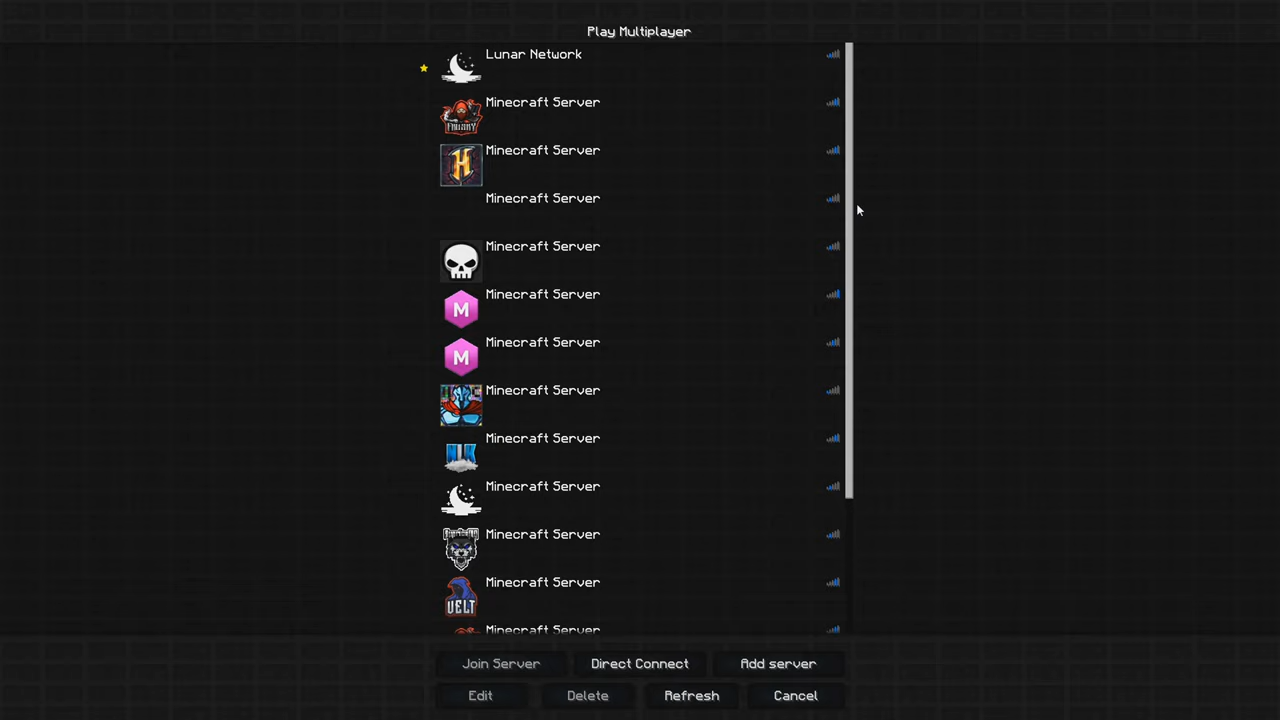 Play Multiplayer
Lunar Network
Minecraft Server
Minecraft Server
H
Minecraft Server
Minecraft Server
Minecraft Server
M
Minecraft Server
M
Minecraft Server
Minecraft Server
Minecraft Server
Minecraft Server
Minecraft Server
VELT
Minecraft Server
Join Server
Direct Connect
Add server
Edit
Delete
Refresh
Cancel